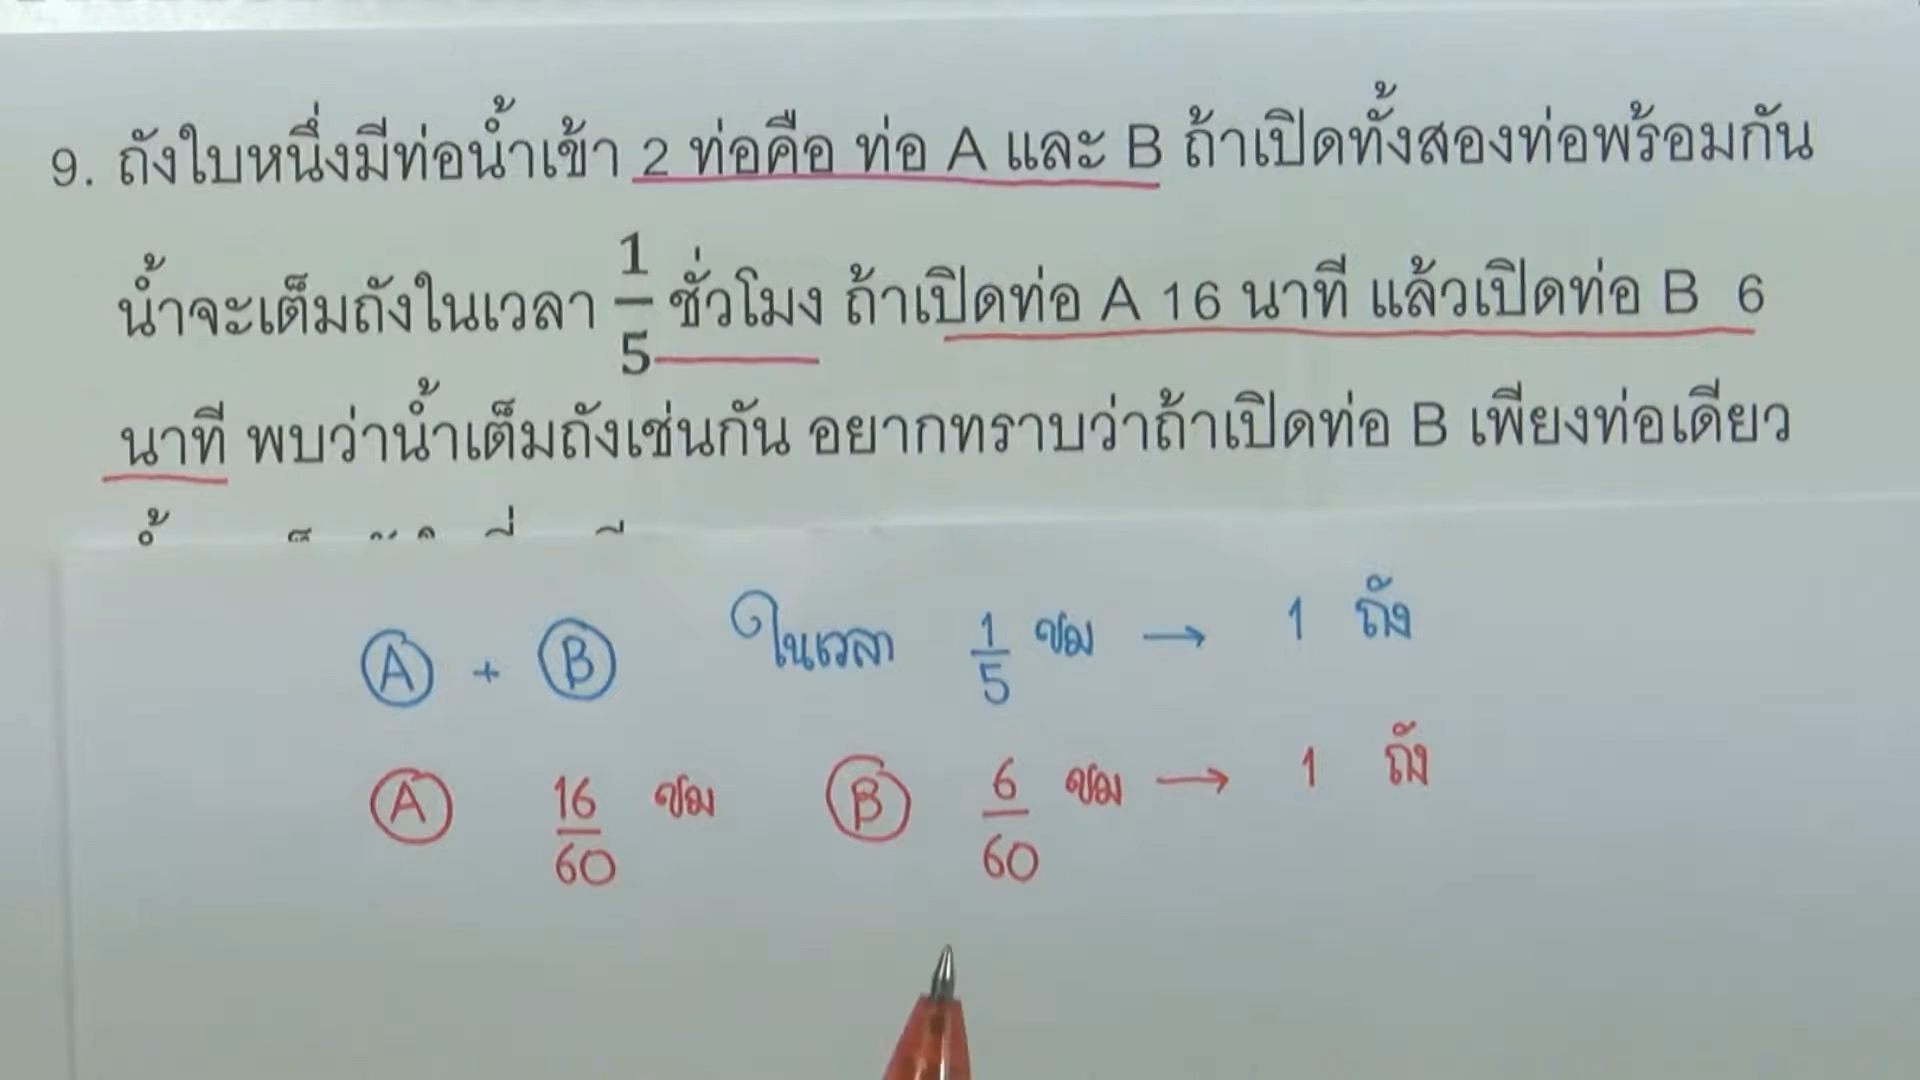 9. ถังใบหนึ่งมีท่อน้ำเข้า 2 ท่อคือ ท่อ A และ B ถ้าเปิดทั้งสองท่อพร้อมกัน
น้ำจะเต็มถังในเวลา 1/5 ชั่วโมง ถ้าเปิดท่อ A 16 นาที แล้วเปิดท่อ B 6
นาที พบว่าน้ำเต็มถังเช่นกัน อยากทราบว่าถ้าเปิดท่อ B เพียงท่อเดียว
A + B ในเวลา 1/5 ชม → 1 ถัง
A 16/60 ชม B 6/60 ชม → 1 ถัง